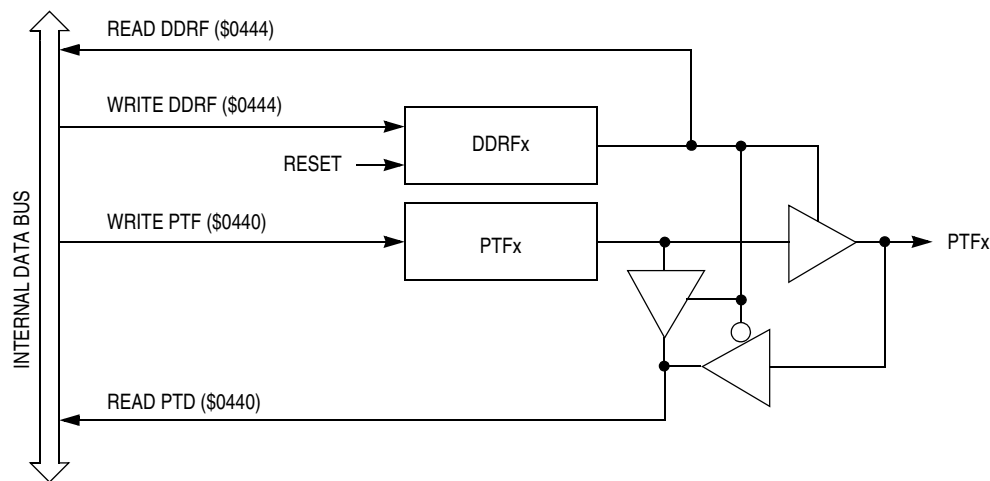 READ DDRF ($0444)
WRITE DDRF ($0444)
DDRFx
RESET
INTERNAL DATA BUS
WRITE PTF ($0440)
PTFx
PTFx
READ PTD ($0440)